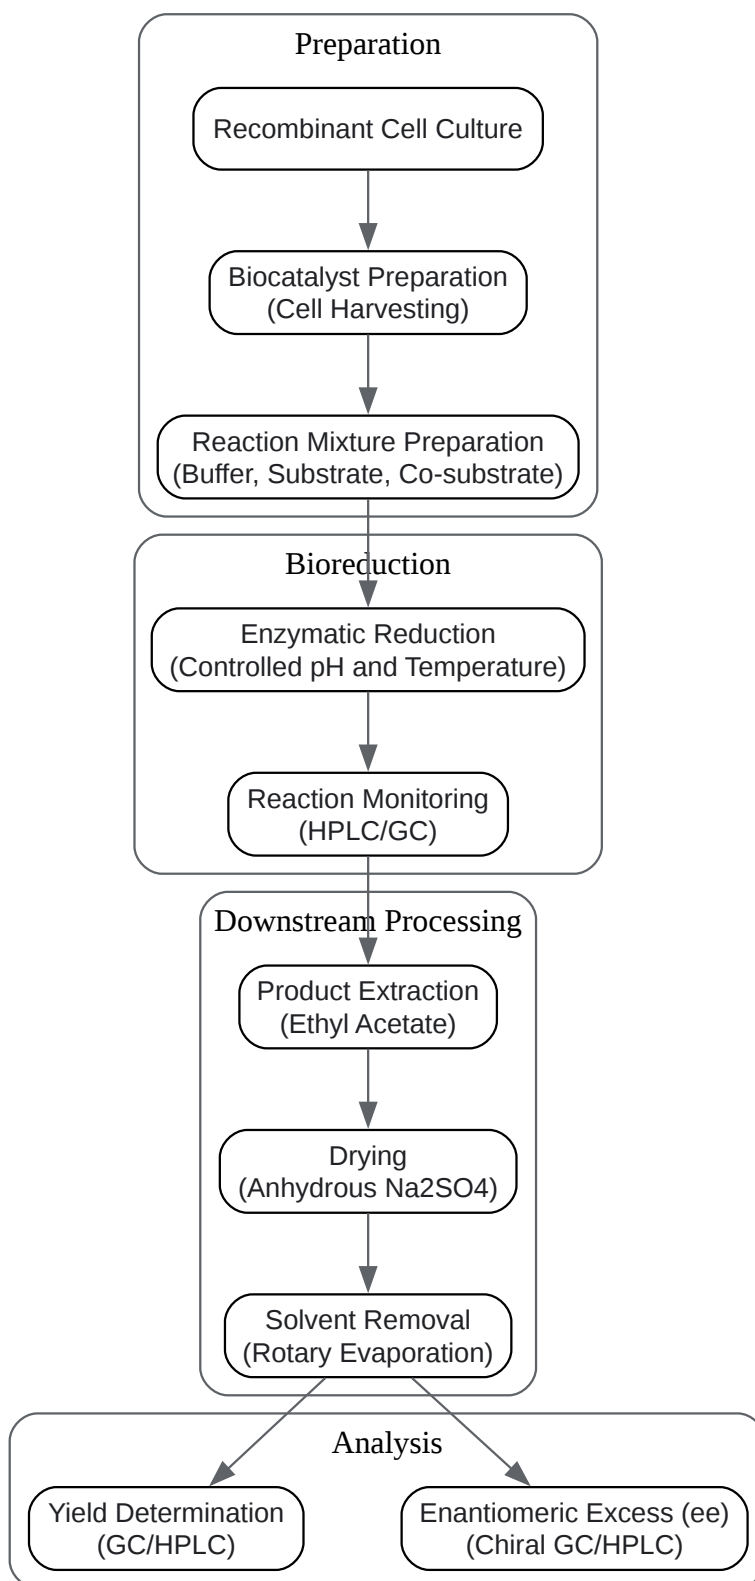 Preparation
Recombinant Cell Culture
Biocatalyst Preparation
(Cell Harvesting)
Reaction Mixture Preparation
(Buffer, Substrate, Co-substrate)
Bioreduction
Enzymatic Reduction
(Controlled pH and Temperature)
Reaction Monitoring
(HPLC/GC)
Downstream Processing
Product Extraction
(Ethyl Acetate)
Drying
(Anhydrous Na2SO4)
Solvent Removal
(Rotary Evaporation)
Analysis
Yield Determination
(GC/HPLC)
Enantiomeric Excess (ee)
(Chiral GC/HPLC)